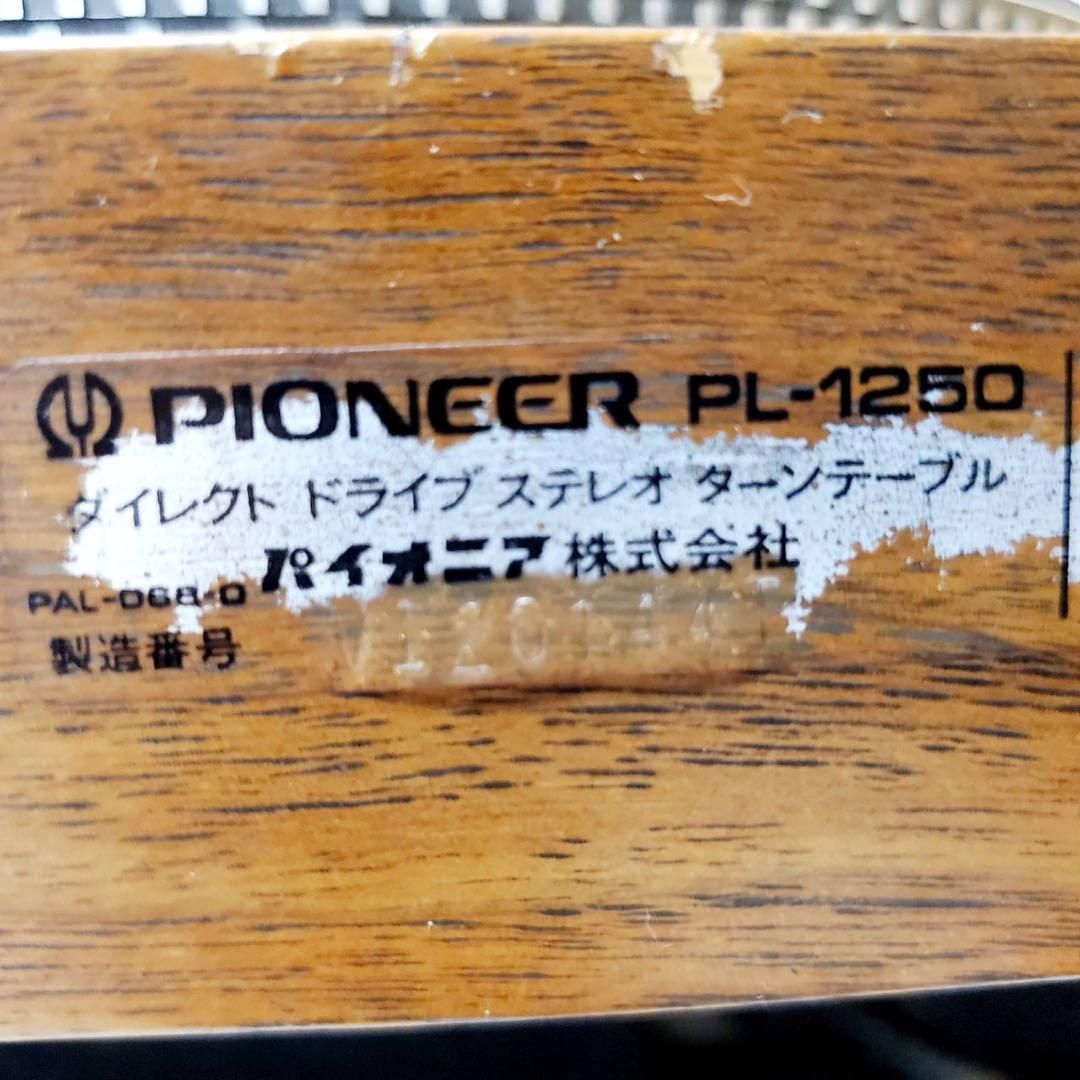 PIONEER PL-1250
ダイレクト ドライブ ステレオ ターンテーブル
パイオニア株式会社
PAL-068-0
製造番号